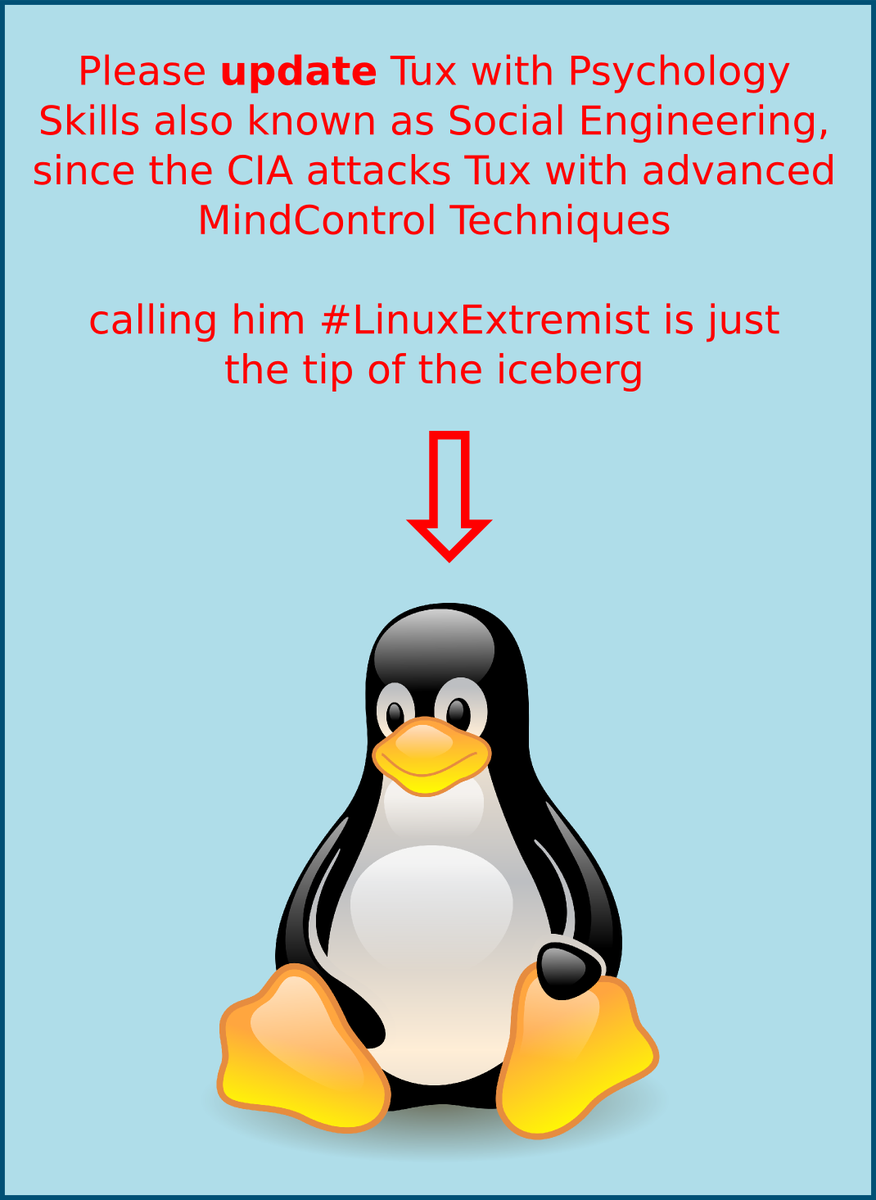 Please update Tux with Psychology
Skills also known as Social Engineering,
since the CIA attacks Tux with advanced
MindControl Techniques
calling him #LinuxExtremist is just
the tip of the iceberg